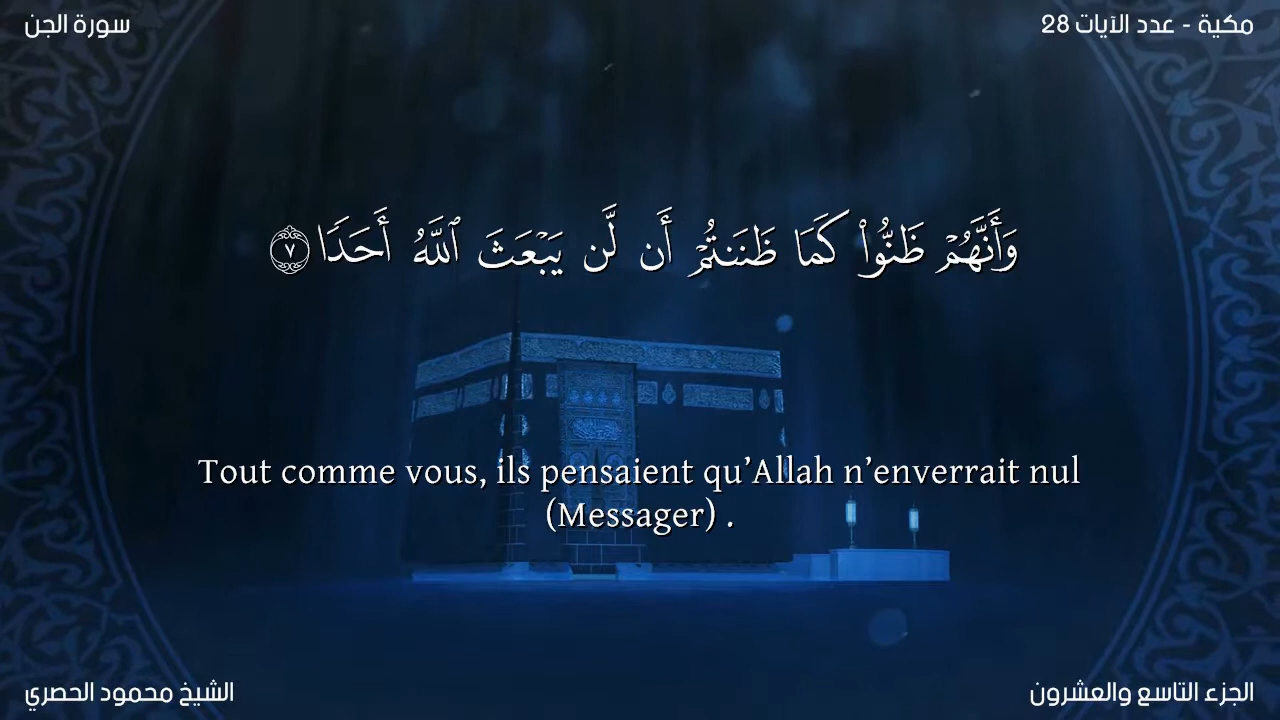 سورة الجن
مكية - عدد الآيات 28
وَأَنَّهُمْ ظَنُّوا۟ كَمَا ظَنَنتُمْ أَن لَّن يَبْعَثَ ٱللَّهُ أَحَدًا ٧
Tout comme vous, ils pensaient qu’Allah n’enverrait nul
(Messager) .
الشيخ محمود الحصري
الجزء التاسع والعشرون